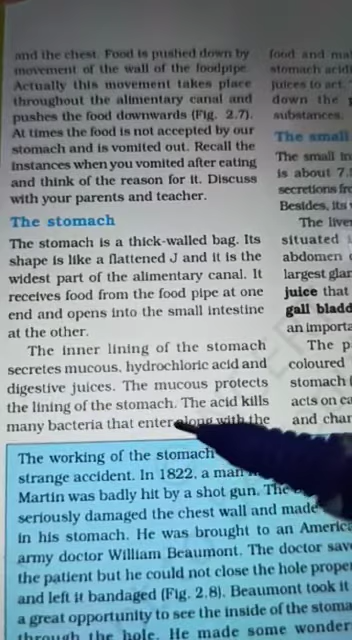 and the chest. Food is pushed down by
movement of the wall of the foodpipe.
Actually this movement takes place
throughout the alimentary canal and
pushes the food downwards (Fig. 2.7).
At times the food is not accepted by our
stomach and is vomited out. Recall the
instances when you vomited after eating
and think of the reason for it. Discuss
with your parents and teacher.
The stomach
The stomach is a thick-walled bag. Its
shape is like a flattened J and it is the
widest part of the alimentary canal. It
receives food from the food pipe at one
end and opens into the small intestine
at the other.
The inner lining of the stomach
secretes mucous, hydrochloric acid and
digestive juices. The mucous protects
the lining of the stomach. The acid kills
many bacteria that enter along with the
The working of the stomach
strange accident. In 1822, a man
Martin was badly hit by a shot gun. The
seriously damaged the chest wall and made
in his stomach. He was brought to an
army doctor William Beaumont. The doctor
the patient but he could not close the hole
and left it bandaged (Fig. 2.8). Beaumont took it
a great opportunity to see the inside of the
through the hole. He made some
food and
stomach
juices to act.
down the
substances.
The small
The small
is about 7.
secretions
Besides, its
The
situated
abdomen
largest
juice that
gall
an
The
coloured
stomach
acts on
and